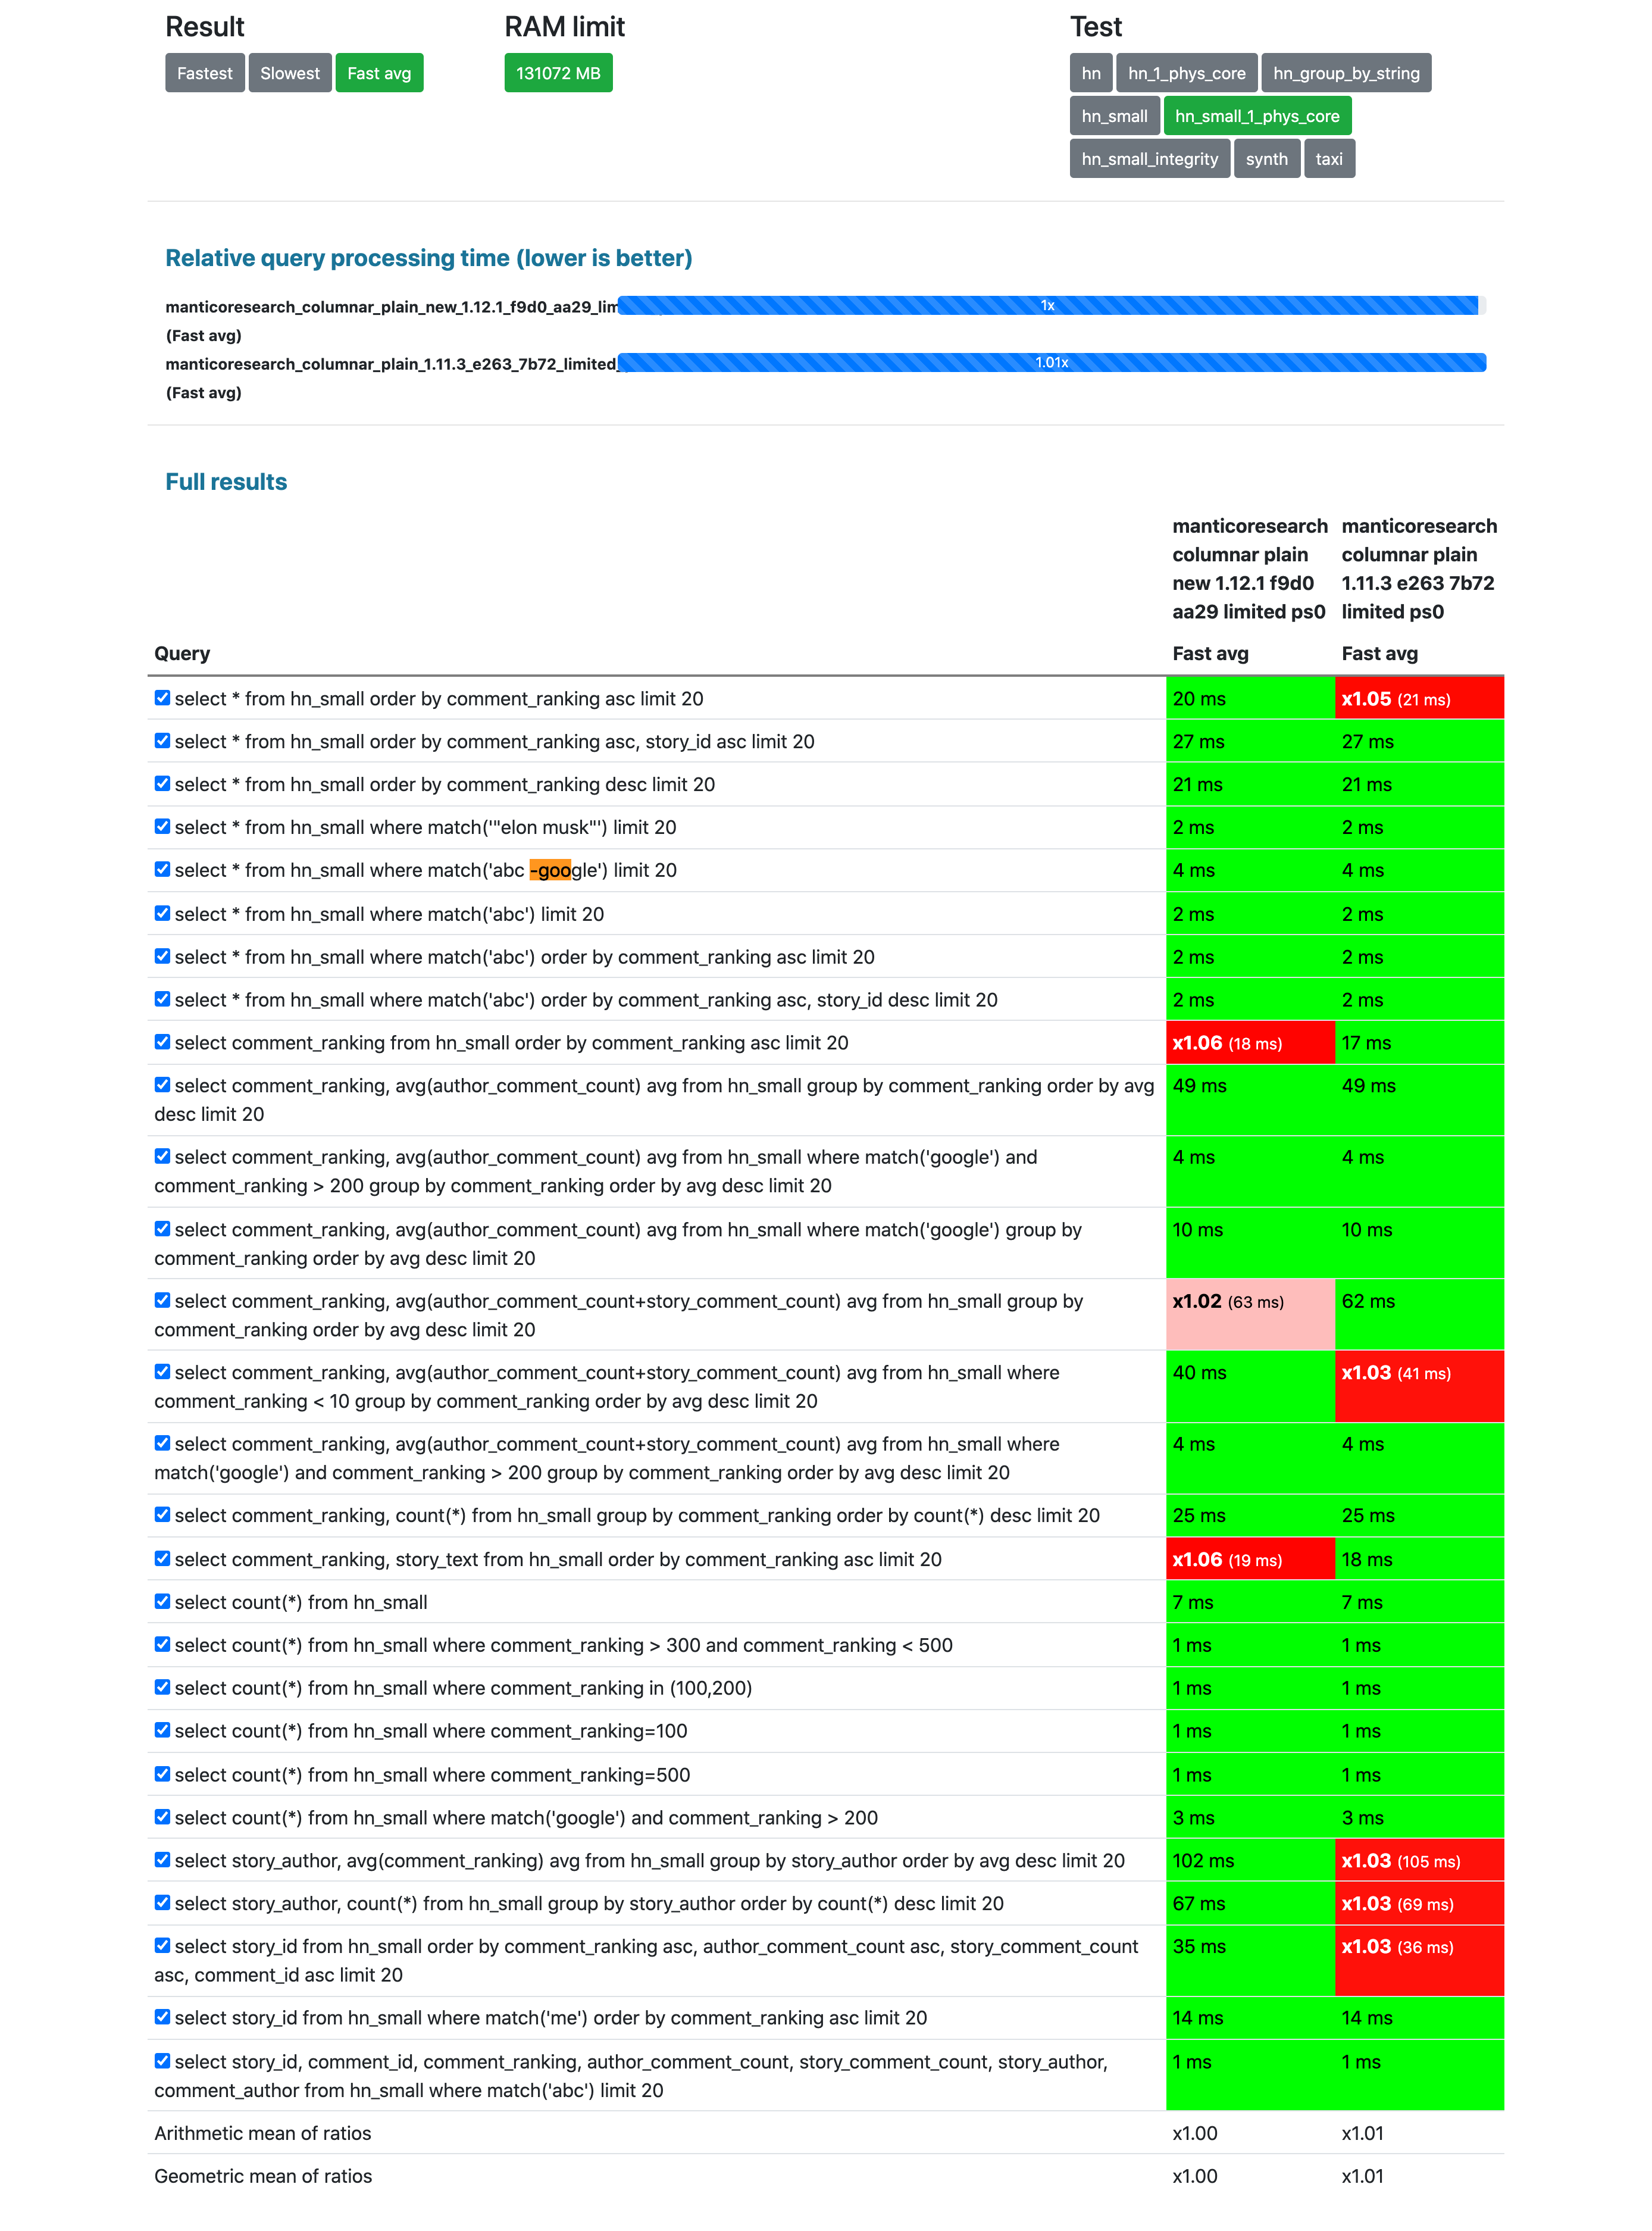 Result
RAM limit
Test
Fastest
Slowest
Fast avg
131072 MB
hn
hn_1_phys_core
hn_group_by_string
hn_small
hn_small_1_phys_core
hn_small_integrity
synth
taxi
Relative query processing time (lower is better)
manticoresearch_columnar_plain_new_1.12.1_f9d0_aa29_lim
1x
(Fast avg)
manticoresearch_columnar_plain_1.11.3_e263_7b72_limited_
1.01x
(Fast avg)
Full results
manticoresearch
columnar plain
new 1.12.1 f9d0
aa29 limited ps0
manticoresearch
columnar plain
1.11.3 e263 7b72
limited ps0
Query
Fast avg
Fast avg
select * from hn_small order by comment_ranking asc limit 20
20 ms
x1.05 (21 ms)
select * from hn_small order by comment_ranking asc, story_id asc limit 20
27 ms
27 ms
select * from hn_small order by comment_ranking desc limit 20
21 ms
21 ms
select * from hn_small where match('"elon musk"') limit 20
2 ms
2 ms
select * from hn_small where match('abc -google') limit 20
4 ms
4 ms
select * from hn_small where match('abc') limit 20
2 ms
2 ms
select * from hn_small where match('abc') order by comment_ranking asc limit 20
2 ms
2 ms
select * from hn_small where match('abc') order by comment_ranking asc, story_id desc limit 20
2 ms
2 ms
select comment_ranking from hn_small order by comment_ranking asc limit 20
x1.06 (18 ms)
17 ms
select comment_ranking, avg(author_comment_count) avg from hn_small group by comment_ranking order by avg
desc limit 20
49 ms
49 ms
select comment_ranking, avg(author_comment_count) avg from hn_small where match('google') and
comment_ranking > 200 group by comment_ranking order by avg desc limit 20
4 ms
4 ms
select comment_ranking, avg(author_comment_count) avg from hn_small where match('google') group by
comment_ranking order by avg desc limit 20
10 ms
10 ms
select comment_ranking, avg(author_comment_count+story_comment_count) avg from hn_small group by
comment_ranking order by avg desc limit 20
x1.02 (63 ms)
62 ms
select comment_ranking, avg(author_comment_count+story_comment_count) avg from hn_small where
comment_ranking < 10 group by comment_ranking order by avg desc limit 20
40 ms
x1.03 (41 ms)
select comment_ranking, avg(author_comment_count+story_comment_count) avg from hn_small where
match('google') and comment_ranking > 200 group by comment_ranking order by avg desc limit 20
4 ms
4 ms
select comment_ranking, count(*) from hn_small group by comment_ranking order by count(*) desc limit 20
25 ms
25 ms
select comment_ranking, story_text from hn_small order by comment_ranking asc limit 20
x1.06 (19 ms)
18 ms
select count(*) from hn_small
7 ms
7 ms
select count(*) from hn_small where comment_ranking > 300 and comment_ranking < 500
1 ms
1 ms
select count(*) from hn_small where comment_ranking in (100,200)
1 ms
1 ms
select count(*) from hn_small where comment_ranking=100
1 ms
1 ms
select count(*) from hn_small where comment_ranking=500
1 ms
1 ms
select count(*) from hn_small where match('google') and comment_ranking > 200
3 ms
3 ms
select story_author, avg(comment_ranking) avg from hn_small group by story_author order by avg desc limit 20
102 ms
x1.03 (105 ms)
select story_author, count(*) from hn_small group by story_author order by count(*) desc limit 20
67 ms
x1.03 (69 ms)
select story_id from hn_small order by comment_ranking asc, author_comment_count asc, story_comment_count
asc, comment_id asc limit 20
35 ms
x1.03 (36 ms)
select story_id from hn_small where match('me') order by comment_ranking asc limit 20
14 ms
14 ms
select story_id, comment_id, comment_ranking, author_comment_count, story_comment_count, story_author,
comment_author from hn_small where match('abc') limit 20
1 ms
1 ms
Arithmetic mean of ratios
x1.00
x1.01
Geometric mean of ratios
x1.00
x1.01